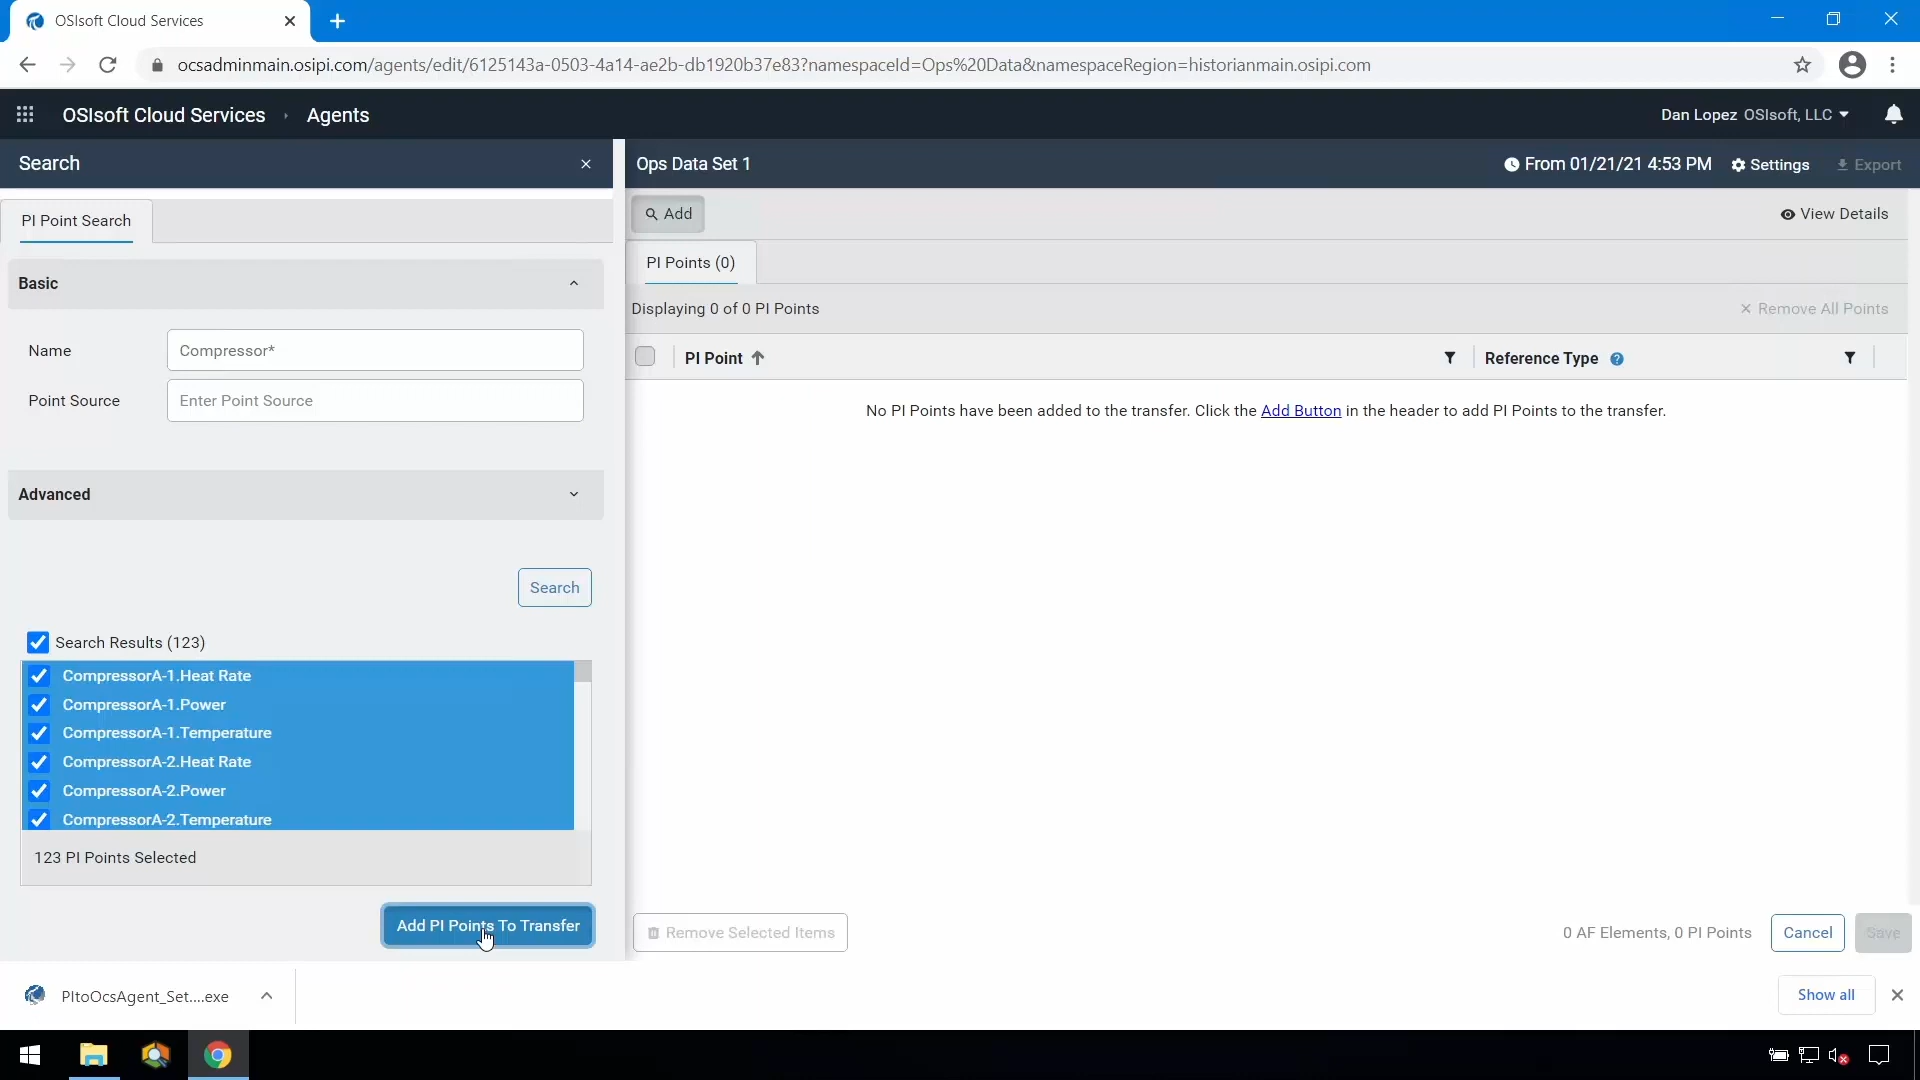 OSIsoft Cloud Services
ocsadminmain.osipi.com/agents/edit/6125143a-0503-4a14-ae2b-db1920b37e83?namespaceId=Ops%20Data&namespaceRegion=historianmain.osipi.com
OSIsoft Cloud Services
Agents
Dan Lopez OSIsoft, LLC
Search
Ops Data Set 1
From 01/21/21 4:53 PM
Settings
Export
PI Point Search
Add
View Details
Basic
PI Points (0)
Displaying 0 of 0 PI Points
Remove All Points
Name
Compressor*
PI Point
Reference Type
Point Source
Enter Point Source
No PI Points have been added to the transfer. Click the Add Button in the header to add PI Points to the transfer.
Advanced
Search
Search Results (123)
CompressorA-1.Heat Rate
CompressorA-1.Power
CompressorA-1.Temperature
CompressorA-2.Heat Rate
CompressorA-2.Power
CompressorA-2.Temperature
123 PI Points Selected
Add PI Points To Transfer
Remove Selected Items
0 AF Elements, 0 PI Points
Cancel
Save
PItoOcsAgent_Set....exe
Show all